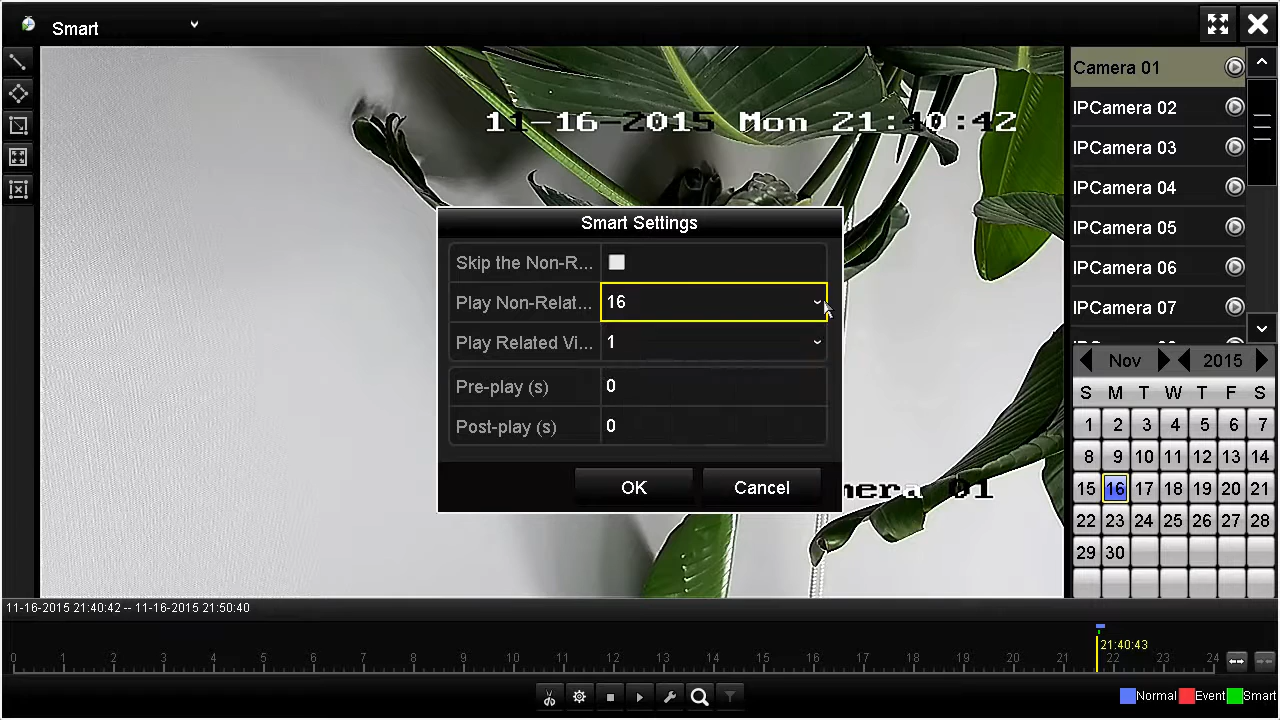 Smart
11-16-2015 Mon 21:40:42
Camera 01
IPCamera 02
IPCamera 03
IPCamera 04
IPCamera 05
IPCamera 06
IPCamera 07
Smart Settings
Skip the Non-R...
Play Non-Relat... 16
Play Related Vi... 1
Pre-play (s) 0
Post-play (s) 0
OK Cancel
mera 01
Nov 2015
S M T W T F S
1 2 3 4 5 6 7
8 9 10 11 12 13 14
15 16 17 18 19 20 21
22 23 24 25 26 27 28
29 30
11-16-2015 21:40:42 -- 11-16-2015 21:50:40
21:40:43
0 1 2 3 4 5 6 7 8 9 10 11 12 13 14 15 16 17 18 19 20 21 22 23 24
Normal Event Smart